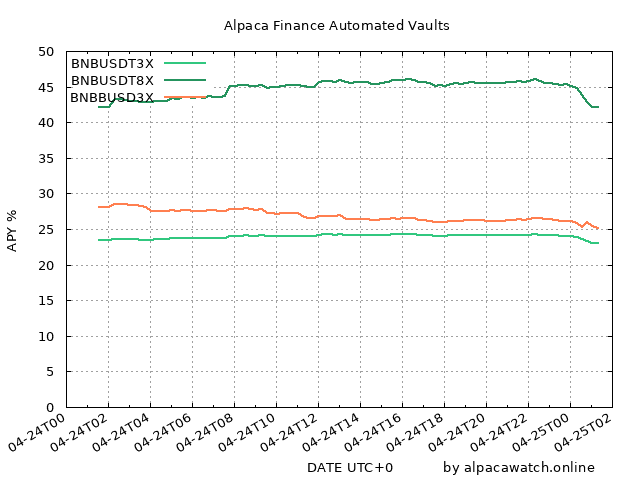 Alpaca Finance Automated Vaults
50
45
40
35
30
25
20
15
10
5
0
APY %
BNBUSDT3X
BNBUSDT8X
BNBBUSD3X
04-24T00
04-24T02
04-24T04
04-24T06
04-24T08
04-24T10
04-24T12
04-24T14
04-24T16
04-24T18
04-24T20
04-24T22
04-25T00
04-25T02
DATE UTC+0
by alpacawatch.online